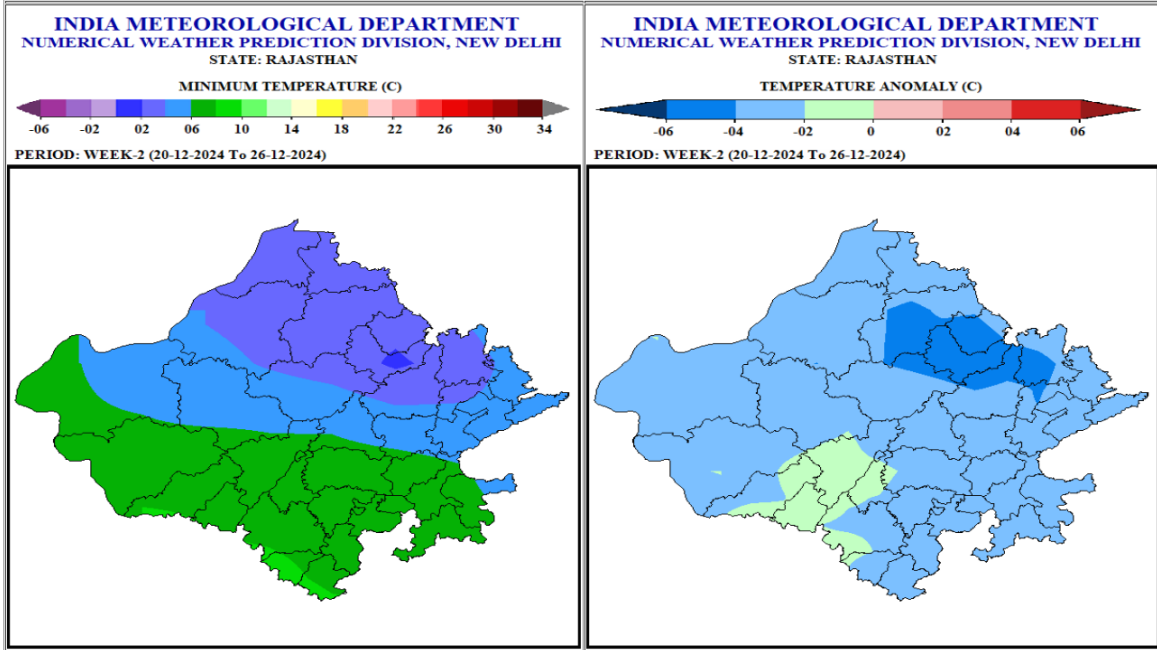 INDIA METEOROLOGICAL DEPARTMENT
NUMERICAL WEATHER PREDICTION DIVISION, NEW DELHI
STATE: RAJASTHAN
MINIMUM TEMPERATURE (C)
-06 -02 02 06 10 14 18 22 26 30 34
PERIOD: WEEK-2 (20-12-2024 To 26-12-2024)
INDIA METEOROLOGICAL DEPARTMENT
NUMERICAL WEATHER PREDICTION DIVISION, NEW DELHI
STATE: RAJASTHAN
TEMPERATURE ANOMALY (C)
-06 -04 -02 0 02 04 06
PERIOD: WEEK-2 (20-12-2024 To 26-12-2024)